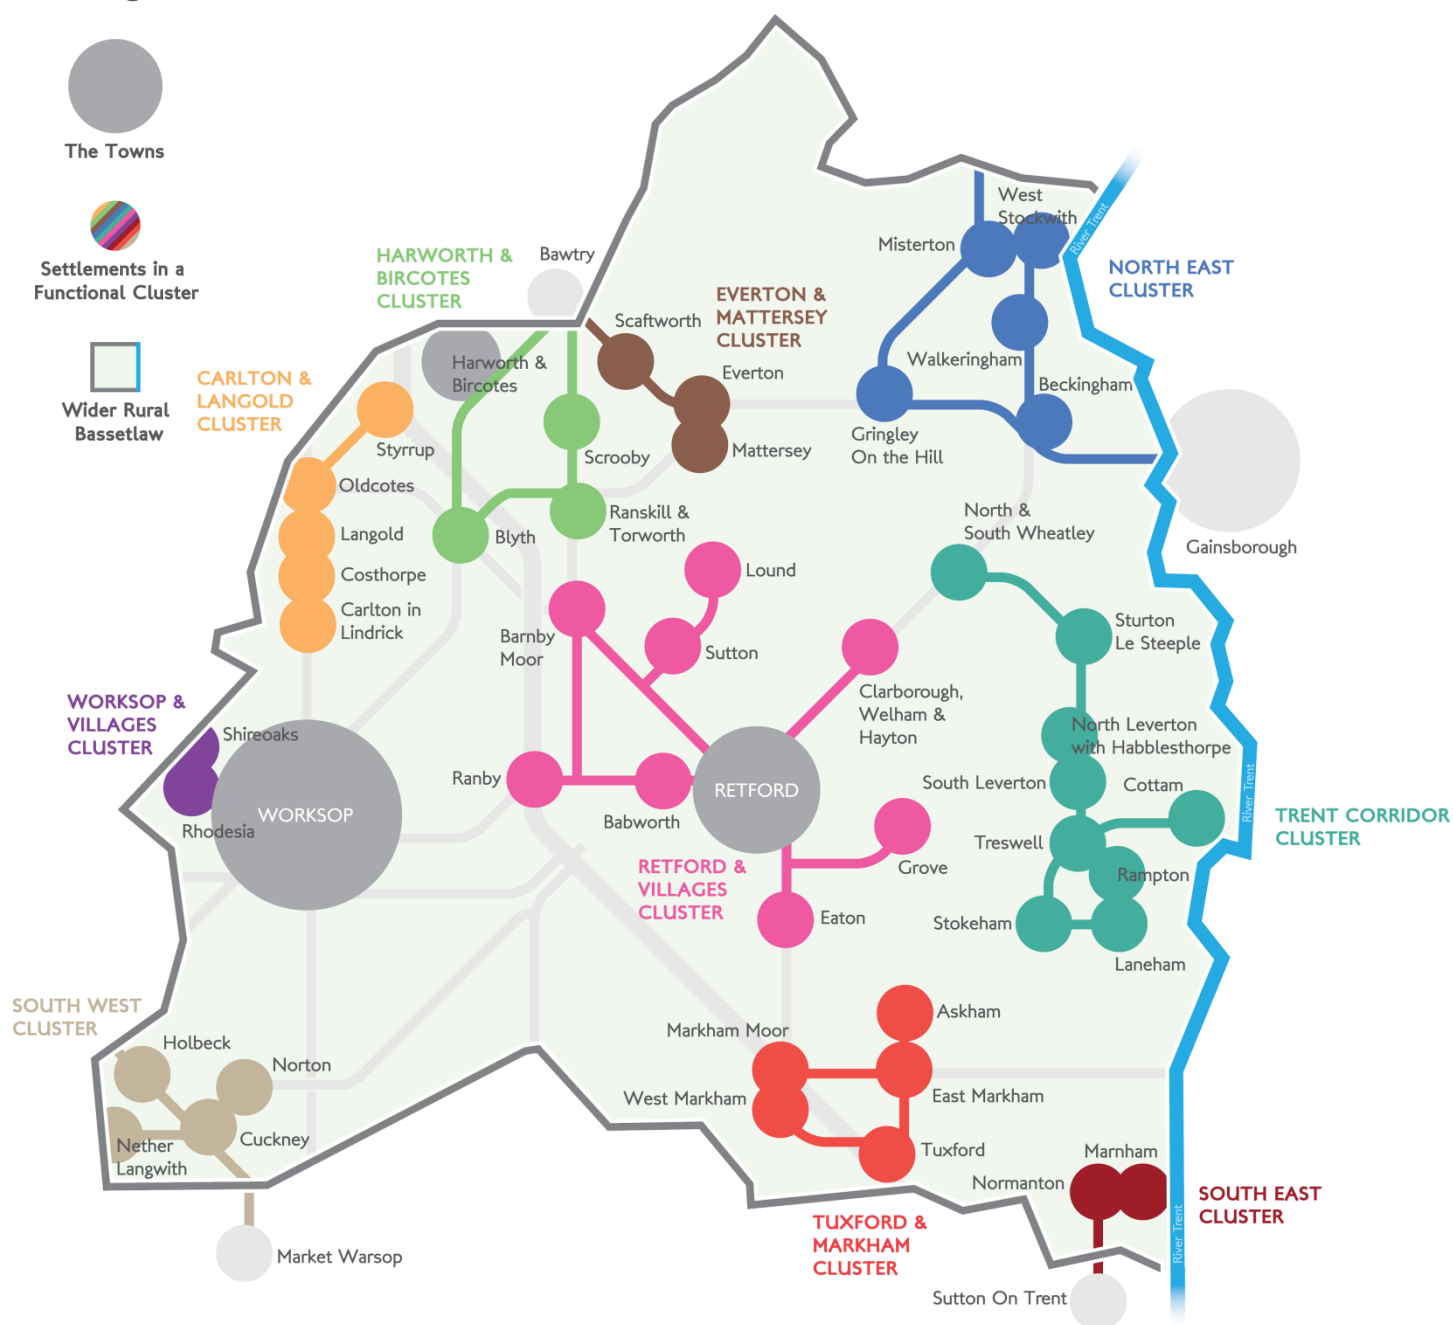 The Towns
Settlements in a
Functional Cluster
Wider Rural
Bassetlaw
HARWORTH &
BIRCOTES
CLUSTER
Bawtry
Harworth &
Bircotes
Scrooby
Ranskill &
Torworth
Blyth
EVERTON &
MATTERSEY
CLUSTER
Scaftworth
Everton
Mattersey
West
Stockwith
Misterton
Walkeringham
Beckingham
Gringley
On the Hill
NORTH EAST
CLUSTER
River Trent
Gainsborough
CARLTON &
LANGOLD
CLUSTER
Styrrup
Oldcotes
Langold
Costhorpe
Carlton in
Lindrick
WORKSOP &
VILLAGES
CLUSTER
Shireoaks
Rhodesia
WORKSOP
Lound
Sutton
Barnby
Moor
Ranby
Babworth
RETFORD
Clarborough,
Welham &
Hayton
Grove
Eaton
RETFORD &
VILLAGES
CLUSTER
North &
South Wheatley
Sturton
Le Steeple
North Leverton
with Habblesthorpe
South Leverton
Cottam
Treswell
Rampton
Stokeham
Laneham
River Trent
TRENT CORRIDOR
CLUSTER
SOUTH WEST
CLUSTER
Holbeck
Norton
Cuckney
Nether
Langwith
Market Warsop
Askham
Markham Moor
West Markham
East Markham
Tuxford
TUXFORD &
MARKHAM
CLUSTER
Marnham
Normanton
SOUTH EAST
CLUSTER
River Trent
Sutton On Trent